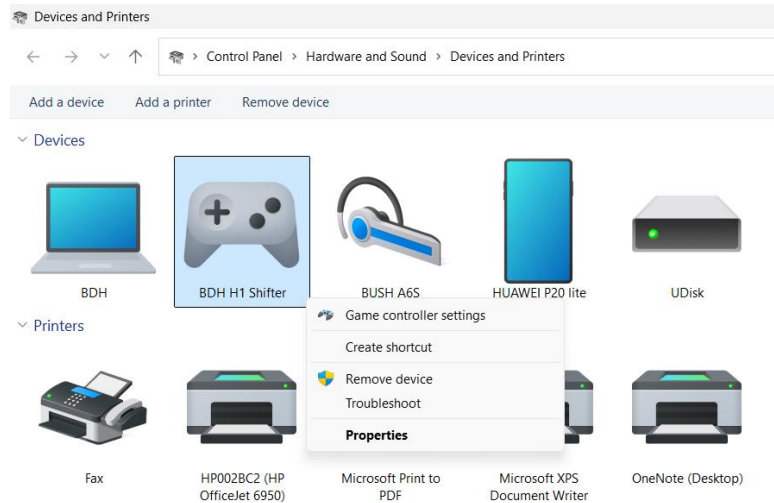 Devices and Printers
Control Panel > Hardware and Sound > Devices and Printers
Add a device Add a printer Remove device
Devices
BDH BDH H1 Shifter BUSH A6S HUAWEI P20 lite UDisk
Game controller settings
Create shortcut
Remove device
Troubleshoot
Properties
Printers
Fax HP002BC2 (HP Microsoft Print to Microsoft XPS OneNote (Desktop)
OfficeJet 6950) PDF Document Writer